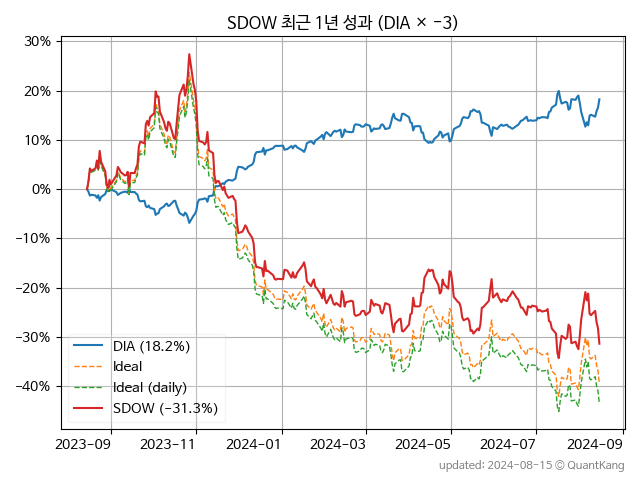 SDOW 최근 1년 성과 (DIA × -3)
30%
20%
10%
0%
-10%
-20%
-30%
-40%
DIA (18.2%)
Ideal
Ideal (daily)
SDOW (-31.3%)
2023-09 2023-11 2024-01 2024-03 2024-05 2024-07 2024-09
updated: 2024-08-15 © QuantKang